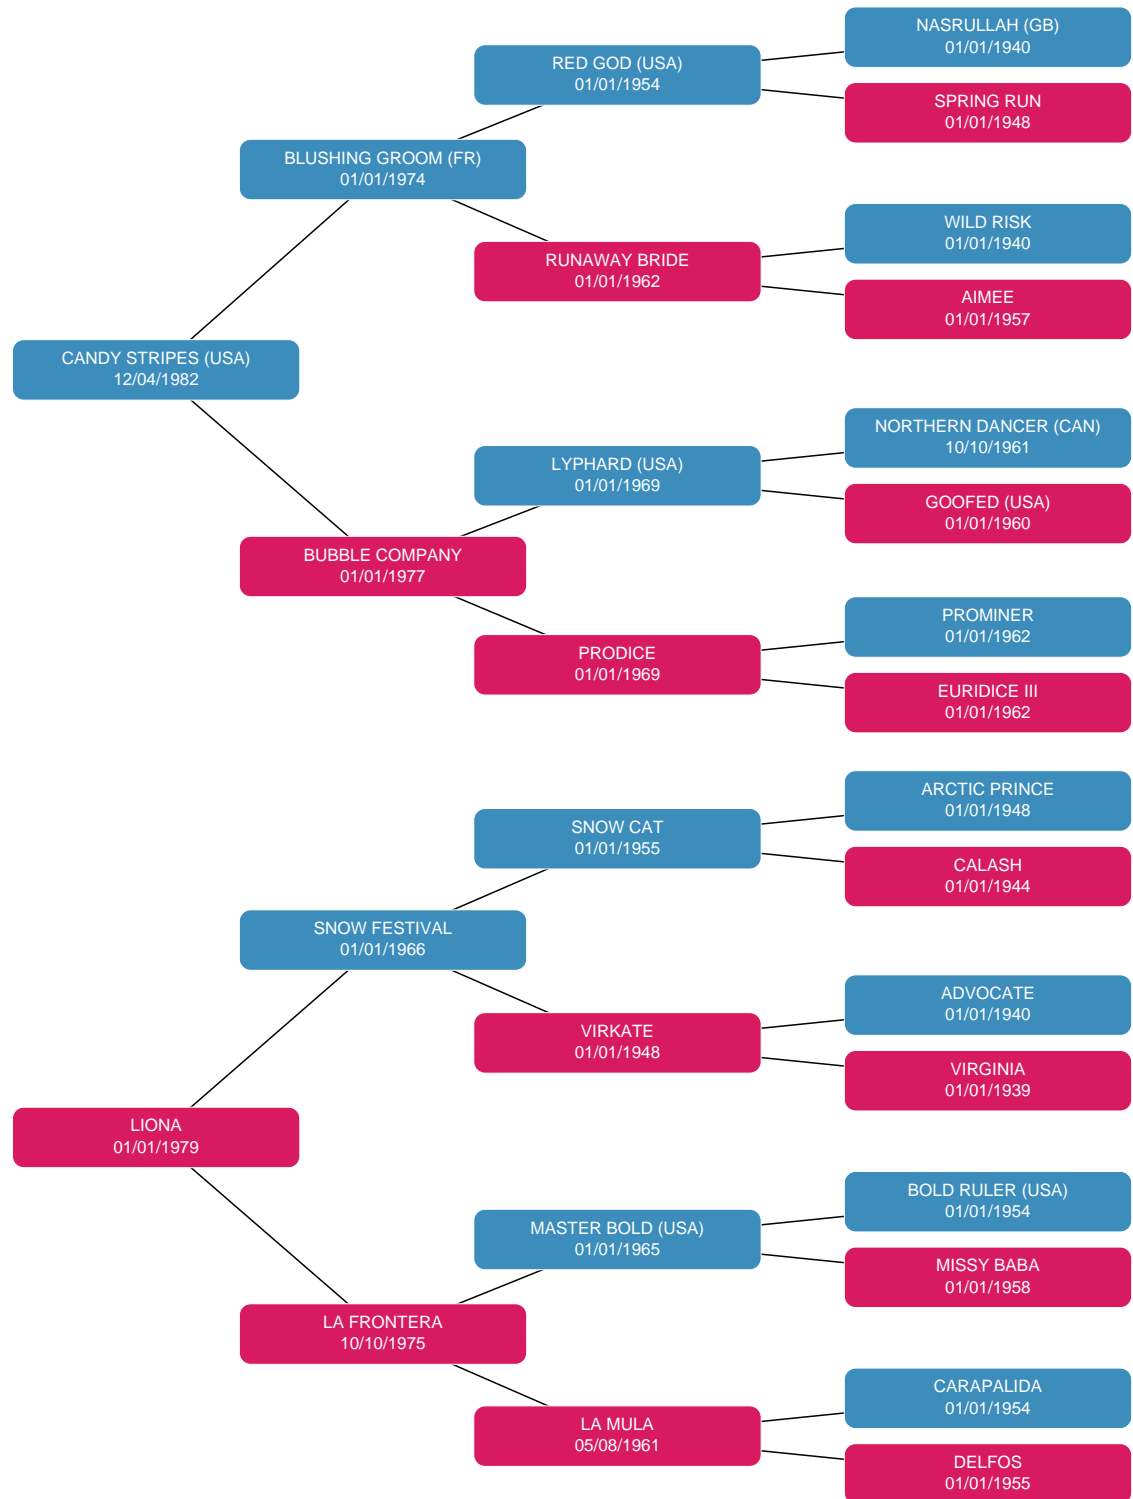 NASRULLAH (GB)
01/01/1940
RED GOD (USA)
01/01/1954
SPRING RUN
01/01/1948
BLUSHING GROOM (FR)
01/01/1974
WILD RISK
01/01/1940
RUNAWAY BRIDE
01/01/1962
AIMEE
01/01/1957
CANDY STRIPES (USA)
12/04/1982
NORTHERN DANCER (CAN)
10/10/1961
LYPHARD (USA)
01/01/1969
GOOFED (USA)
01/01/1960
BUBBLE COMPANY
01/01/1977
PROMINER
01/01/1962
PRODICE
01/01/1969
EURIDICE III
01/01/1962
ARCTIC PRINCE
01/01/1948
SNOW CAT
01/01/1955
CALASH
01/01/1944
SNOW FESTIVAL
01/01/1966
ADVOCATE
01/01/1940
VIRKATE
01/01/1948
VIRGINIA
01/01/1939
LIONA
01/01/1979
BOLD RULER (USA)
01/01/1954
MASTER BOLD (USA)
01/01/1965
MISSY BABA
01/01/1958
LA FRONTERA
10/10/1975
CARAPALIDA
01/01/1954
LA MULA
05/08/1961
DELFOS
01/01/1955